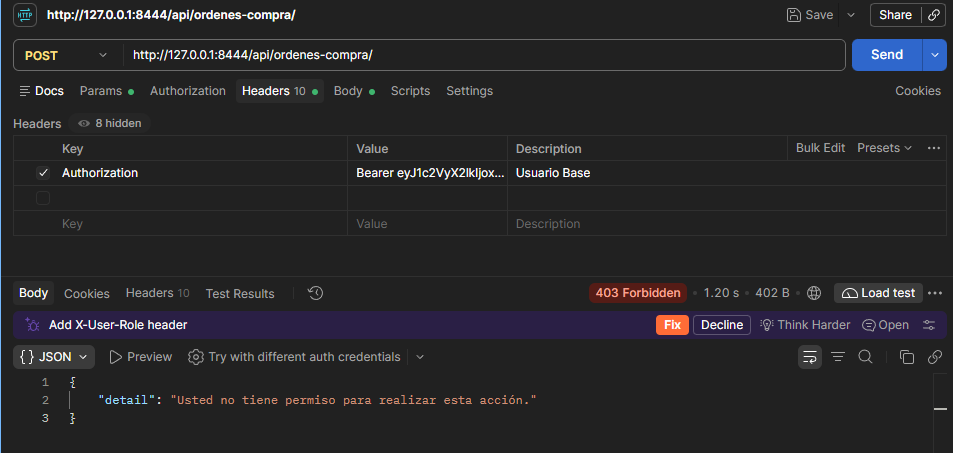 HTTP http://127.0.0.1:8444/api/ordenes-compra/ Save Share
POST http://127.0.0.1:8444/api/ordenes-compra/ Send
Docs Params Authorization Headers 10 Body Scripts Settings Cookies
Headers 8 hidden
Key Value Description Bulk Edit Presets
Authorization Bearer eyJ1c2VyX2lkIjox... Usuario Base
Key Value Description
Body Cookies Headers 10 Test Results 403 Forbidden • 1.20 s • 402 B • Load test
Add X-User-Role header Fix Decline Think Harder Open
{} JSON Preview Try with different auth credentials
1 {
2 "detail": "Usted no tiene permiso para realizar esta acción."
3 }